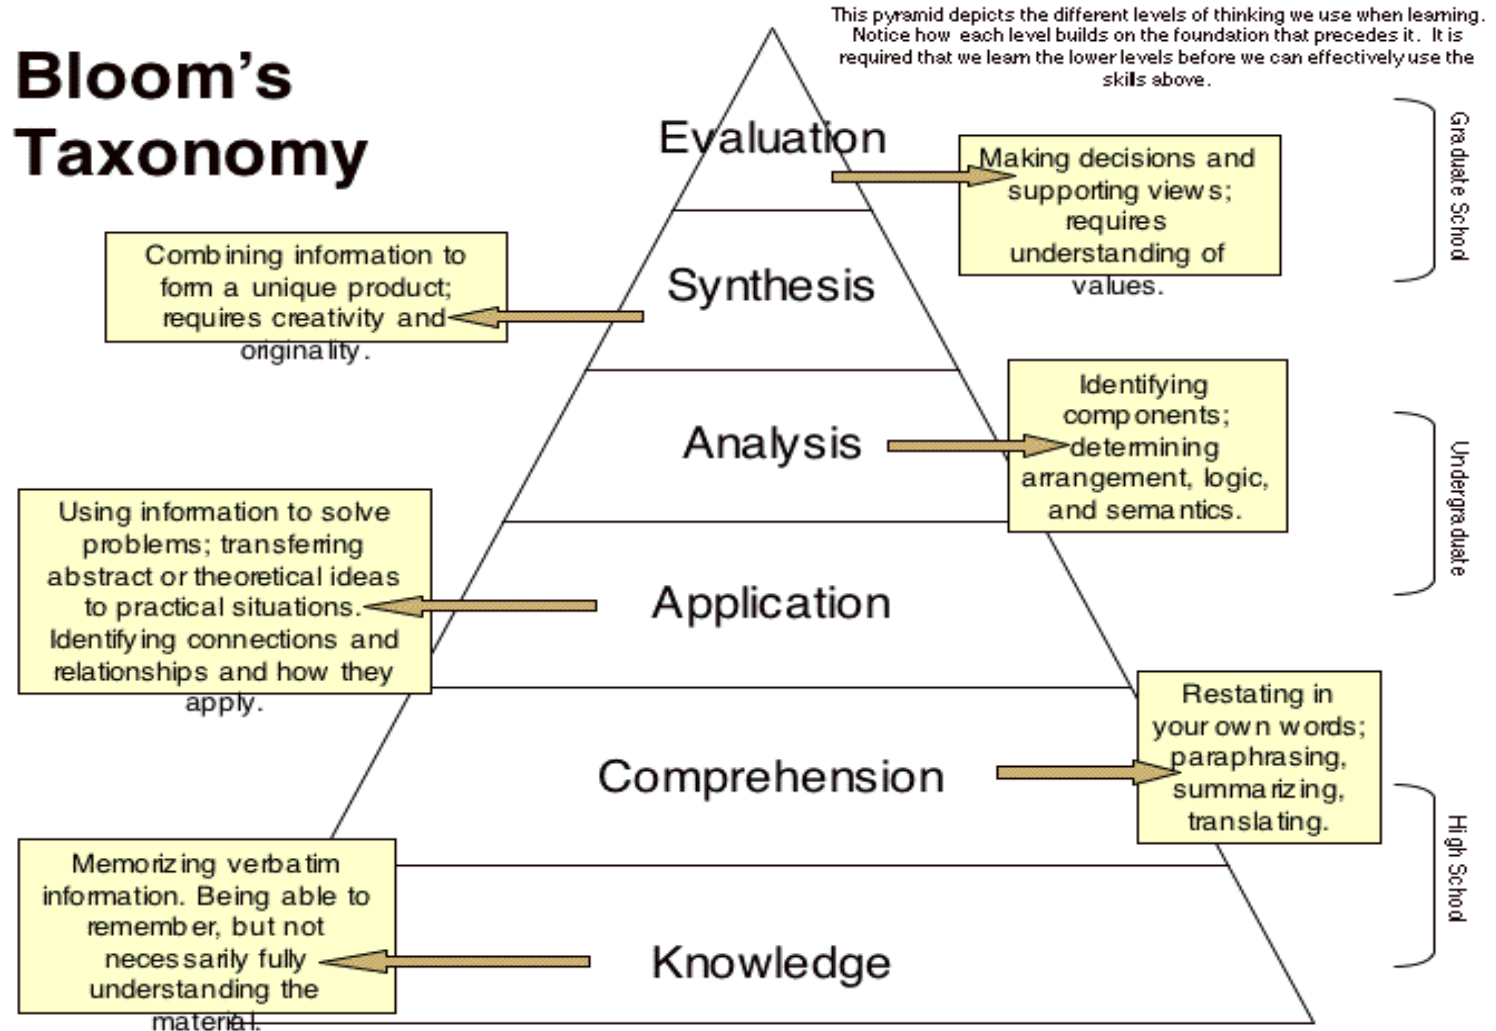 This pyramid depicts the different levels of thinking we use when learning.
Notice how each level builds on the foundation that precedes it. It is
required that we learn the lower levels before we can effectively use the
skills above.
Bloom's
Taxonomy
Evaluation
Making decisions and
supporting views;
requires
understanding of
values.
Graduate School
Combining information to
form a unique product;
requires creativity and
originality.
Synthesis
Analysis
Identifying
components;
determining
arrangement, logic,
and semantics.
Undergraduate
Using information to solve
problems; transferring
abstract or theoretical ideas
to practical situations.
Identifying connections and
relationships and how they
apply.
Application
Comprehension
Restating in
your own words;
paraphrasing,
summarizing,
translating.
High School
Memorizing verbatim
information. Being able to
remember, but not
necessarily fully
understanding the
material.
Knowledge